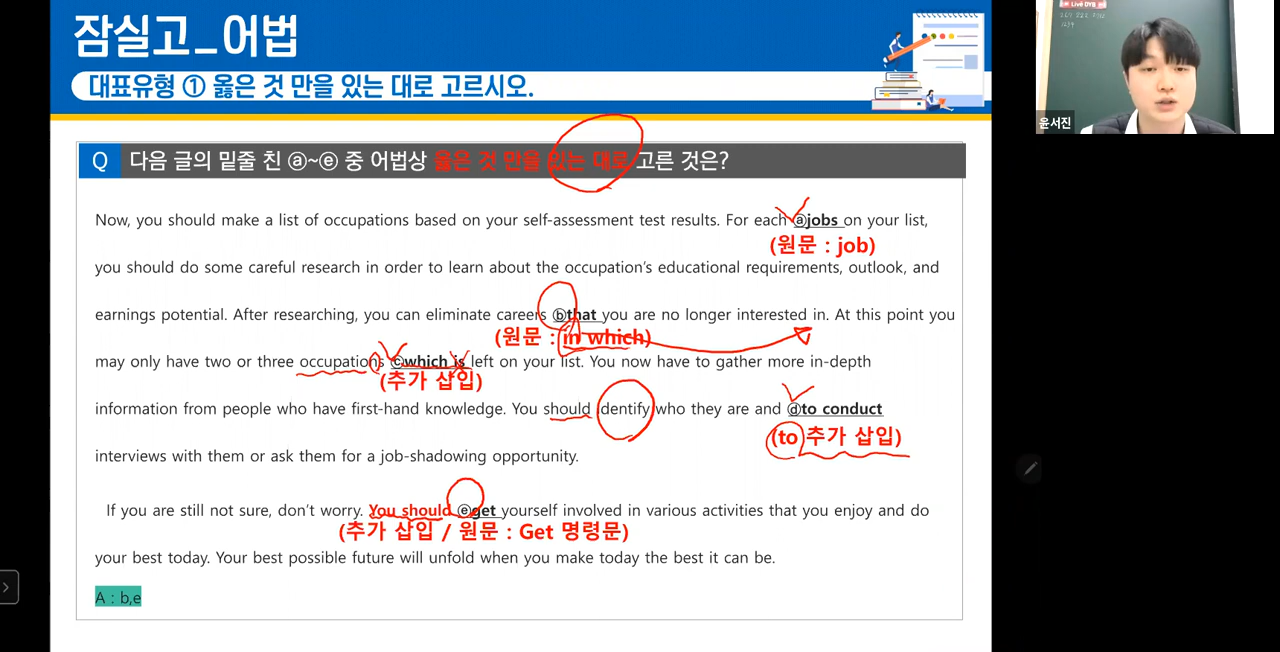 잠실고_어법
대표유형 ① 옳은 것 만을 있는 대로 고르시오.
Q 다음 글의 밑줄 친 ⓐ~ⓔ 중 어법상 옳은 것 만을 있는 대로 고른 것은?
Now, you should make a list of occupations based on your self-assessment test results. For each ⓐjobs on your list,
(원문 : job)
you should do some careful research in order to learn about the occupation's educational requirements, outlook, and
earnings potential. After researching, you can eliminate careers ⓑthat you are no longer interested in. At this point you
(원문 : in which)
may only have two or three occupations ⓒwhich is left on your list. You now have to gather more in-depth
(추가 삽입)
information from people who have first-hand knowledge. You should identify who they are and ⓓto conduct
(to 추가 삽입)
interviews with them or ask them for a job-shadowing opportunity.
If you are still not sure, don't worry. You should ⓔget yourself involved in various activities that you enjoy and do
(추가 삽입 / 원문 : Get 명령문)
your best today. Your best possible future will unfold when you make today the best it can be.
A : b,e
Live DVB
윤서진